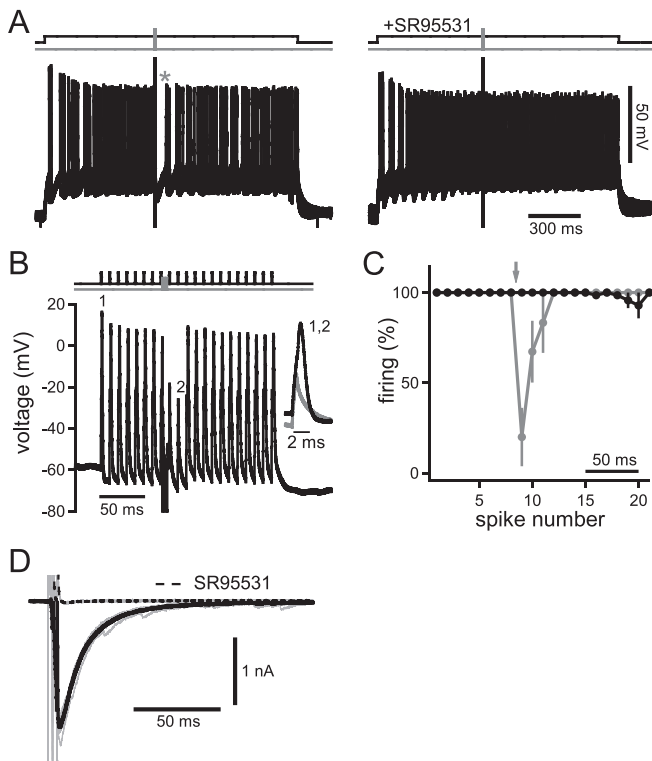 A
+SR95531
*
50 mV
300 ms
B
C
20
0
-20
-40
-60
-80
voltage (mV)
1
2
1,2
2 ms
50 ms
100
50
0
firing (%)
50 ms
5
10
15
20
spike number
D
SR95531
1 nA
50 ms